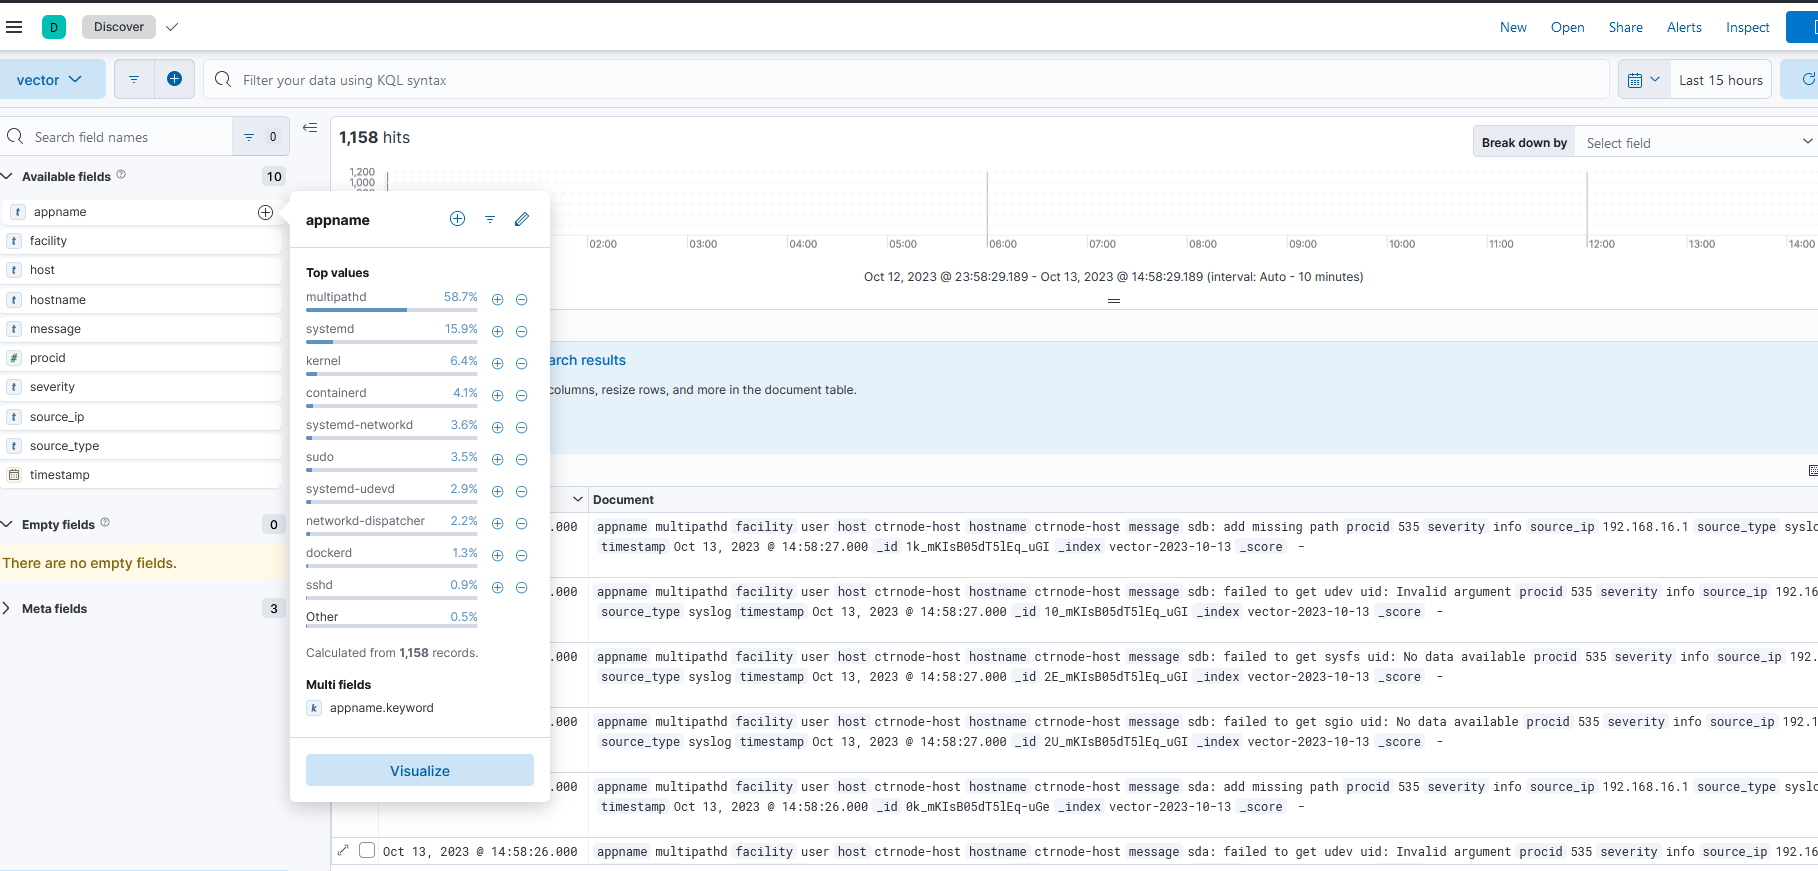 D Discover New Open Share Alerts Inspect
vector Filter your data using KQL syntax Last 15 hours
Search field names 0
1,158 hits
Break down by Select field
Available fields 10
appname
facility
host
hostname
message
procid
severity
source_ip
source_type
timestamp
Empty fields 0
There are no empty fields.
Meta fields 3
appname
Top values
multipathd 58.7%
systemd 15.9%
kernel 6.4%
containerd 4.1%
systemd-networkd 3.6%
sudo 3.5%
systemd-udevd 2.9%
networkd-dispatcher 2.2%
dockerd 1.3%
sshd 0.9%
Other 0.5%
Calculated from 1,158 records.
Multi fields
k appname.keyword
Visualize
1,200
1,000
02:00 03:00 04:00 05:00 06:00 07:00 08:00 09:00 10:00 11:00 12:00 13:00 14:00
Oct 12, 2023 @ 23:58:29.189 - Oct 13, 2023 @ 14:58:29.189 (interval: Auto - 10 minutes)
arch results
columns, resize rows, and more in the document table.
Document
.000 appname multipathd facility user host ctrnode-host hostname ctrnode-host message sdb: add missing path procid 535 severity info source_ip 192.168.16.1 source_type syslo
timestamp Oct 13, 2023 @ 14:58:27.000 _id 1k_mKIsB05dT5lEq_uGI _index vector-2023-10-13 _score -
.000 appname multipathd facility user host ctrnode-host hostname ctrnode-host message sdb: failed to get udev uid: Invalid argument procid 535 severity info source_ip 192.16
source_type syslog timestamp Oct 13, 2023 @ 14:58:27.000 _id 10_mKIsB05dT5lEq_uGI _index vector-2023-10-13 _score -
.000 appname multipathd facility user host ctrnode-host hostname ctrnode-host message sdb: failed to get sysfs uid: No data available procid 535 severity info source_ip 192.
source_type syslog timestamp Oct 13, 2023 @ 14:58:27.000 _id 2E_mKIsB05dT5lEq_uGI _index vector-2023-10-13 _score -
.000 appname multipathd facility user host ctrnode-host hostname ctrnode-host message sdb: failed to get sgio uid: No data available procid 535 severity info source_ip 192.1
source_type syslog timestamp Oct 13, 2023 @ 14:58:27.000 _id 2U_mKIsB05dT5lEq_uGI _index vector-2023-10-13 _score -
.000 appname multipathd facility user host ctrnode-host hostname ctrnode-host message sda: add missing path procid 535 severity info source_ip 192.168.16.1 source_type syslo
timestamp Oct 13, 2023 @ 14:58:26.000 _id 0k_mKIsB05dT5lEq-uGe _index vector-2023-10-13 _score -
Oct 13, 2023 @ 14:58:26.000 appname multipathd facility user host ctrnode-host hostname ctrnode-host message sda: failed to get udev uid: Invalid argument procid 535 severity info source_ip 192.16